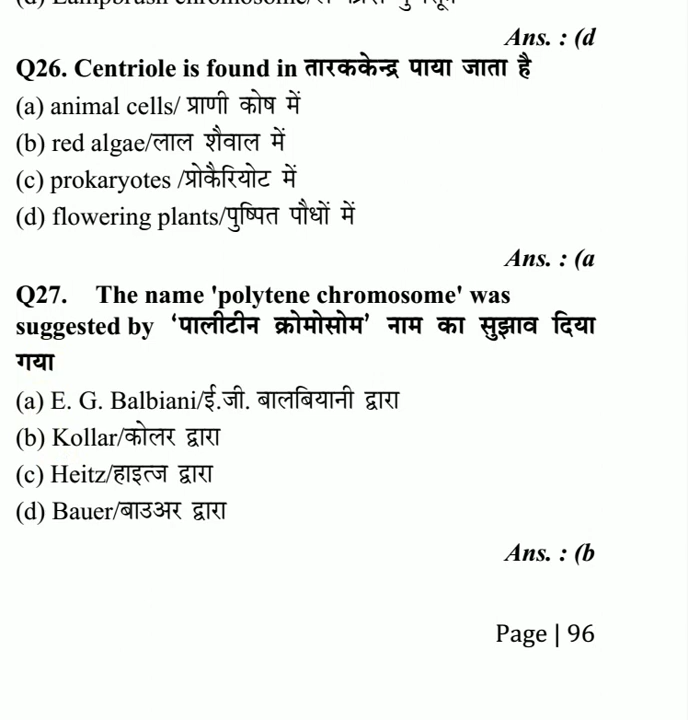 Ans. : (d
Q26. Centriole is found in तारककेन्द्र पाया जाता है
(a) animal cells/ प्राणी कोष में
(b) red algae/लाल शैवाल में
(c) prokaryotes /प्रोकैरियोट में
(d) flowering plants/पुष्पित पौधों में
Ans. : (a
Q27. The name 'polytene chromosome' was
suggested by ‘पालीटीन क्रोमोसोम’ नाम का सुझाव दिया
गया
(a) E. G. Balbiani/ई.जी. बालबियानी द्वारा
(b) Kollar/कोलर द्वारा
(c) Heitz/हाइत्ज द्वारा
(d) Bauer/बाउअर द्वारा
Ans. : (b
Page | 96